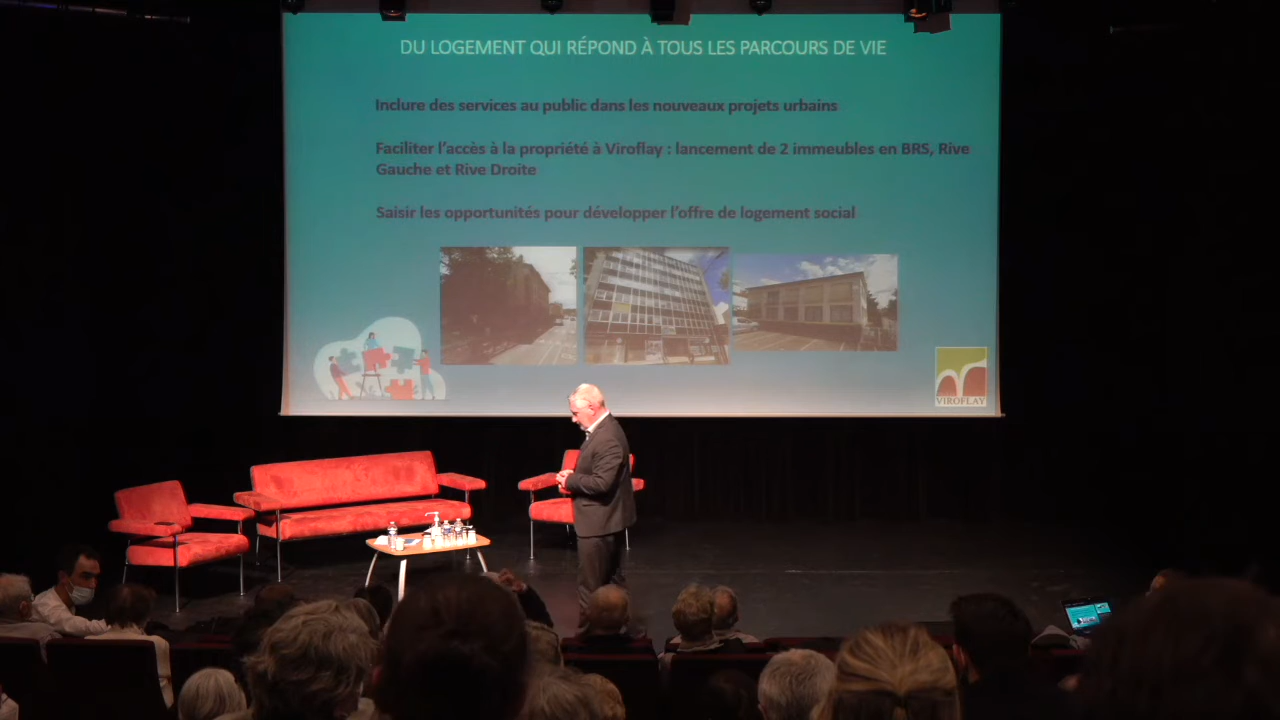 DU LOGEMENT QUI RÉPOND À TOUS LES PARCOURS DE VIE
Inclure des services au public dans les nouveaux projets urbains
Faciliter l'accès à la propriété à Viroflay : lancement de 2 immeubles en BRS, Rive
Gauche et Rive Droite
Saisir les opportunités pour développer l'offre de logement social
VIROFLAY